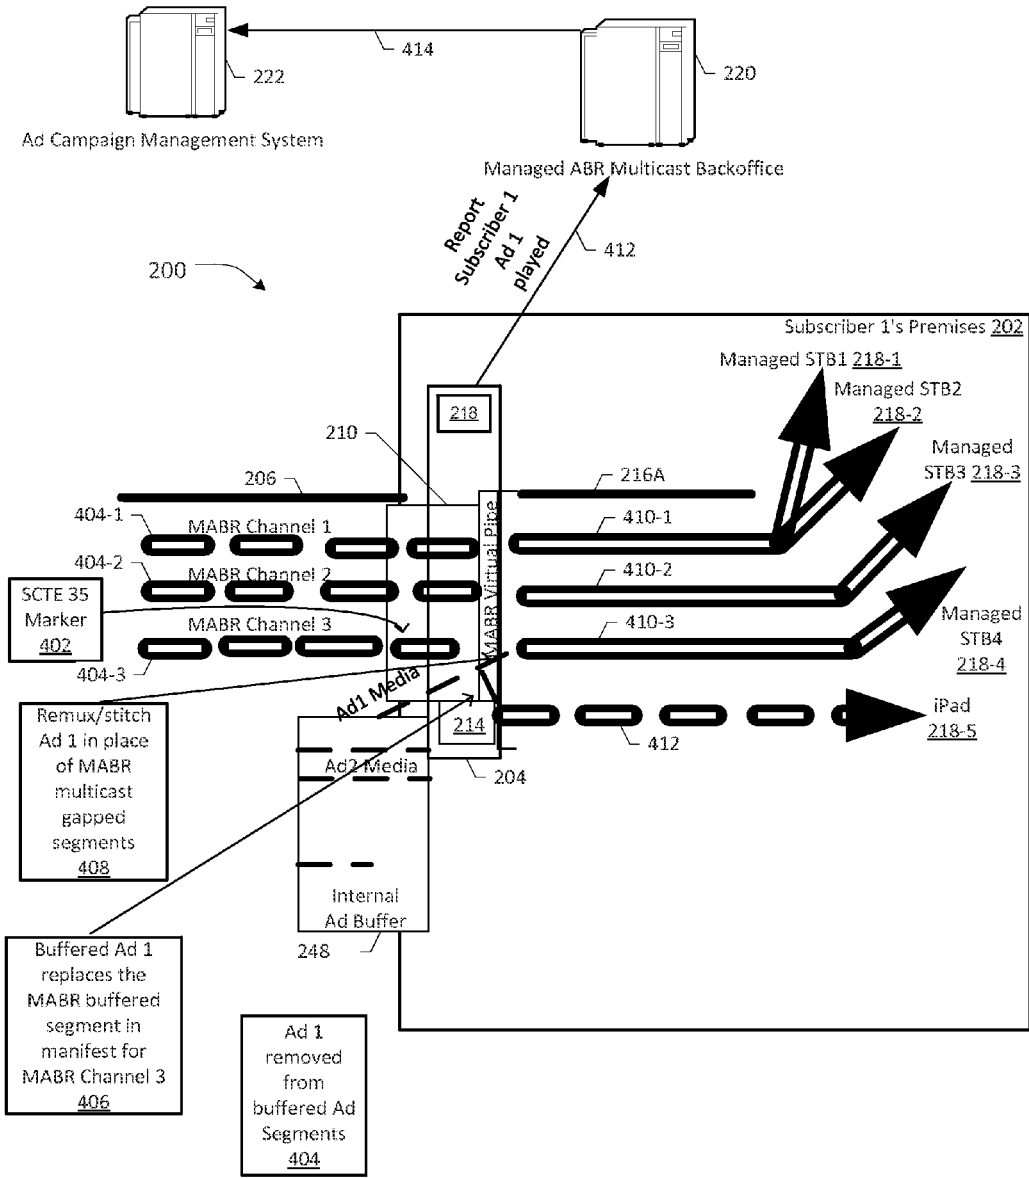 414
222
220
Ad Campaign Management System
Managed ABR Multicast Backoffice
Report
Subscriber 1
Ad 1
played
412
200
Subscriber 1's Premises 202
Managed STB1 218-1
Managed STB2
218-2
Managed
STB3 218-3
213
210
206
216A
404-1
MABR Channel 1
410-1
404-2
MABR Channel 2
410-2
SCTE 35
Marker
402
MABR Channel 3
410-3
404-3
MABR Virtual Pipe
Managed
STB4
218-4
Ad1 Media
Remux/stitch
Ad 1 in place
of MABR
multicast
gapped
segments
408
214
412
iPad
218-5
Ad2 Media
204
Internal
Ad Buffer
248
Buffered Ad 1
replaces the
MABR buffered
segment in
manifest for
MABR Channel 3
406
Ad 1
removed
from
buffered Ad
Segments
404